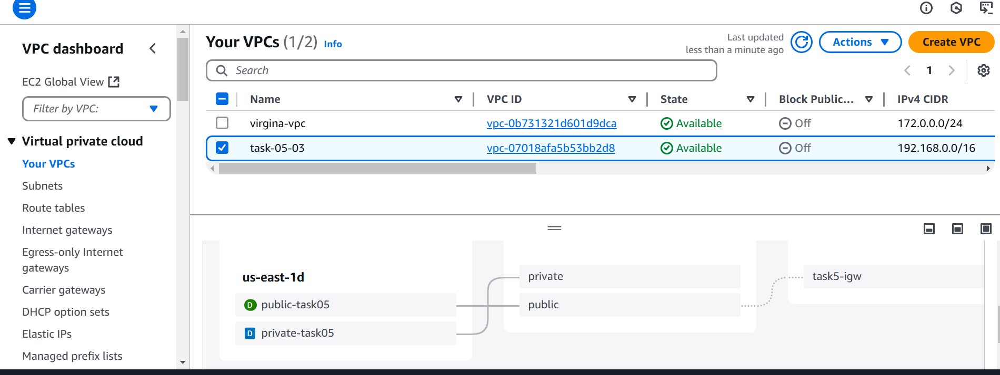 VPC dashboard
EC2 Global View
Filter by VPC:
Virtual private cloud
Your VPCs
Subnets
Route tables
Internet gateways
Egress-only Internet
gateways
Carrier gateways
DHCP option sets
Elastic IPs
Managed prefix lists
Your VPCs (1/2) Info
Last updated
less than a minute ago
Actions
Create VPC
Search
1
Name VPC ID State Block Public... IPv4 CIDR
virgina-vpc vpc-0b731321d601d9dca Available Off 172.0.0.0/24
task-05-03 vpc-07018afa5b53bb2d8 Available Off 192.168.0.0/16
us-east-1d
D public-task05
D private-task05
private
public
task5-igw